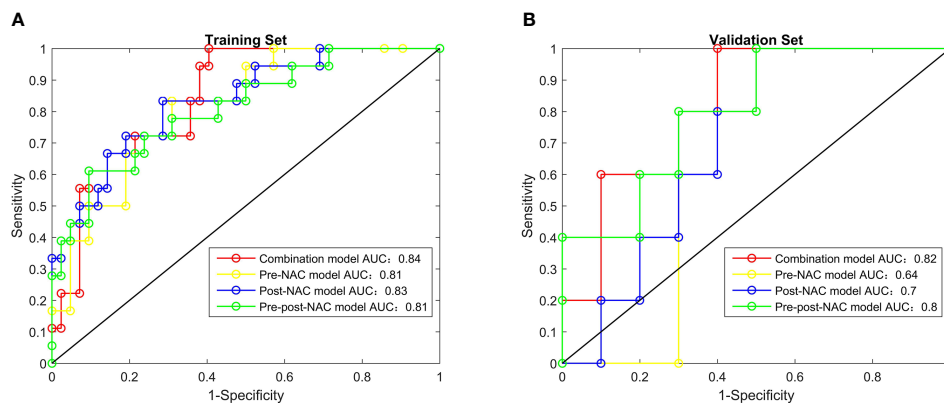 A
Training Set
1
0.9
0.8
0.7
0.6
0.5
0.4
0.3
0.2
0.1
0
Sensitivity
Combination model AUC：0.84
Pre-NAC model AUC：0.81
Post-NAC model AUC：0.83
Pre-post-NAC model AUC：0.81
0 0.2 0.4 0.6 0.8 1
1-Specificity
B
Validation Set
1
0.9
0.8
0.7
0.6
0.5
0.4
0.3
0.2
0.1
0
Sensitivity
Combination model AUC：0.82
Pre-NAC model AUC：0.64
Post-NAC model AUC：0.7
Pre-post-NAC model AUC：0.8
0 0.2 0.4 0.6 0.8
1-Specificity